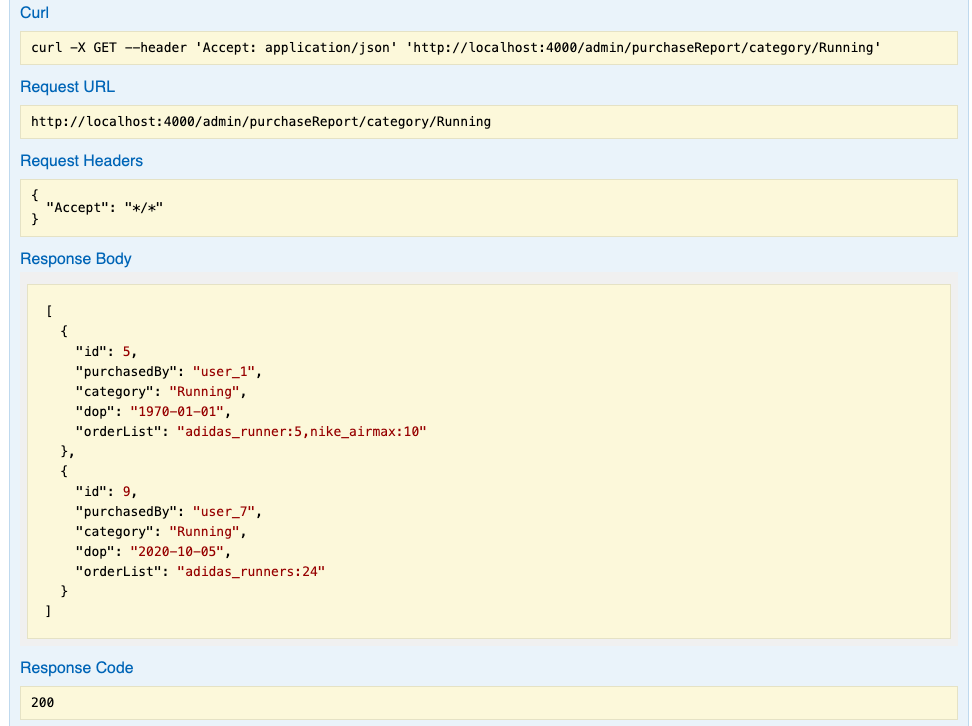 Curl
curl -X GET --header 'Accept: application/json' 'http://localhost:4000/admin/purchaseReport/category/Running'
Request URL
http://localhost:4000/admin/purchaseReport/category/Running
Request Headers
{
  "Accept": "*/*"
}
Response Body
[
  {
    "id": 5,
    "purchasedBy": "user_1",
    "category": "Running",
    "dop": "1970-01-01",
    "orderList": "adidas_runner:5,nike_airmax:10"
  },
  {
    "id": 9,
    "purchasedBy": "user_7",
    "category": "Running",
    "dop": "2020-10-05",
    "orderList": "adidas_runners:24"
  }
]
Response Code
200